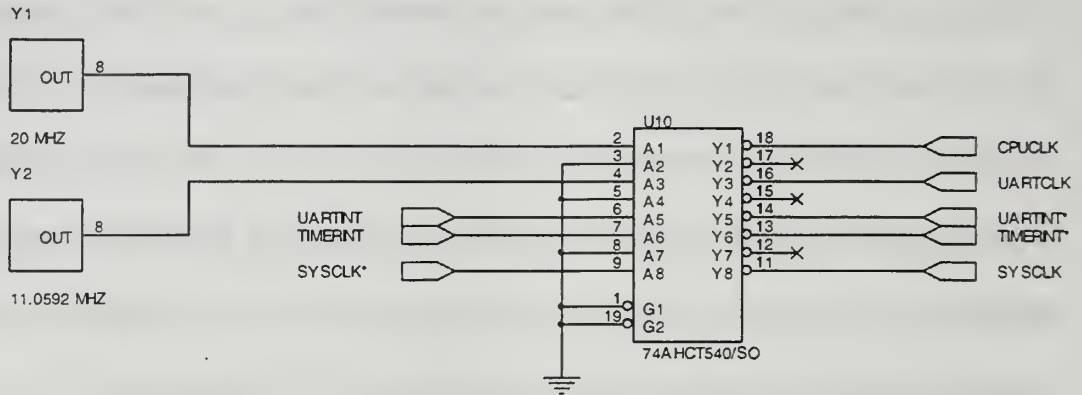 Y1
OUT 8
20 MHZ
Y2
OUT 8
11.0592 MHZ
U10
2 A1 Y1 18 CPUCLK
3 A2 Y2 17
4 A3 Y3 16 UARTCLK
5 A4 Y4 15
UARTINT 6 A5 Y5 14 UARTINT*
TIMERINT 7 A6 Y6 13 TIMERINT*
8 A7 Y7 12
SYSCLK* 9 A8 Y8 11 SYSCLK
1 G1
19 G2
74AHCT540/SO